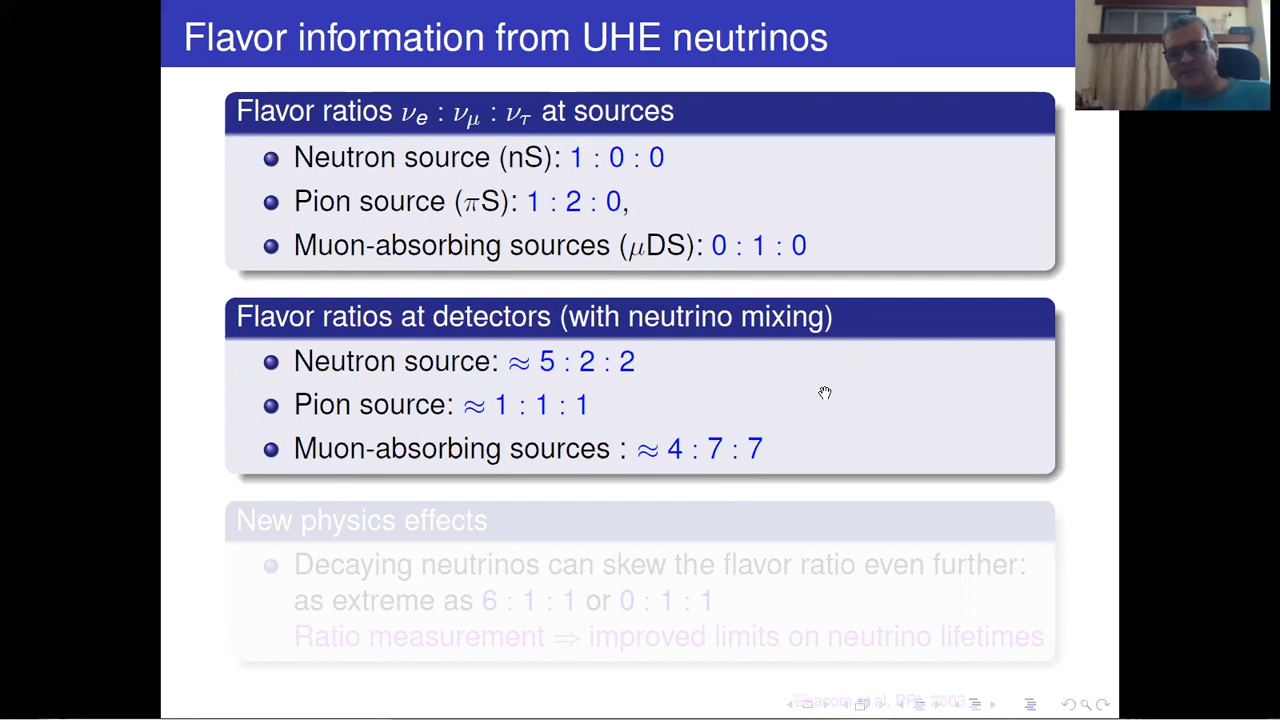 Flavor information from UHE neutrinos
Flavor ratios νe : νμ : ντ at sources
Neutron source (nS): 1 : 0 : 0
Pion source (πS): 1 : 2 : 0,
Muon-absorbing sources (μDS): 0 : 1 : 0
Flavor ratios at detectors (with neutrino mixing)
Neutron source: ≈ 5 : 2 : 2
Pion source: ≈ 1 : 1 : 1
Muon-absorbing sources : ≈ 4 : 7 : 7
New physics effects
Decaying neutrinos can skew the flavor ratio even further:
as extreme as 6 : 1 : 1 or 0 : 1 : 1
Ratio measurement ⇒ improved limits on neutrino lifetimes
et al, PRL 2003